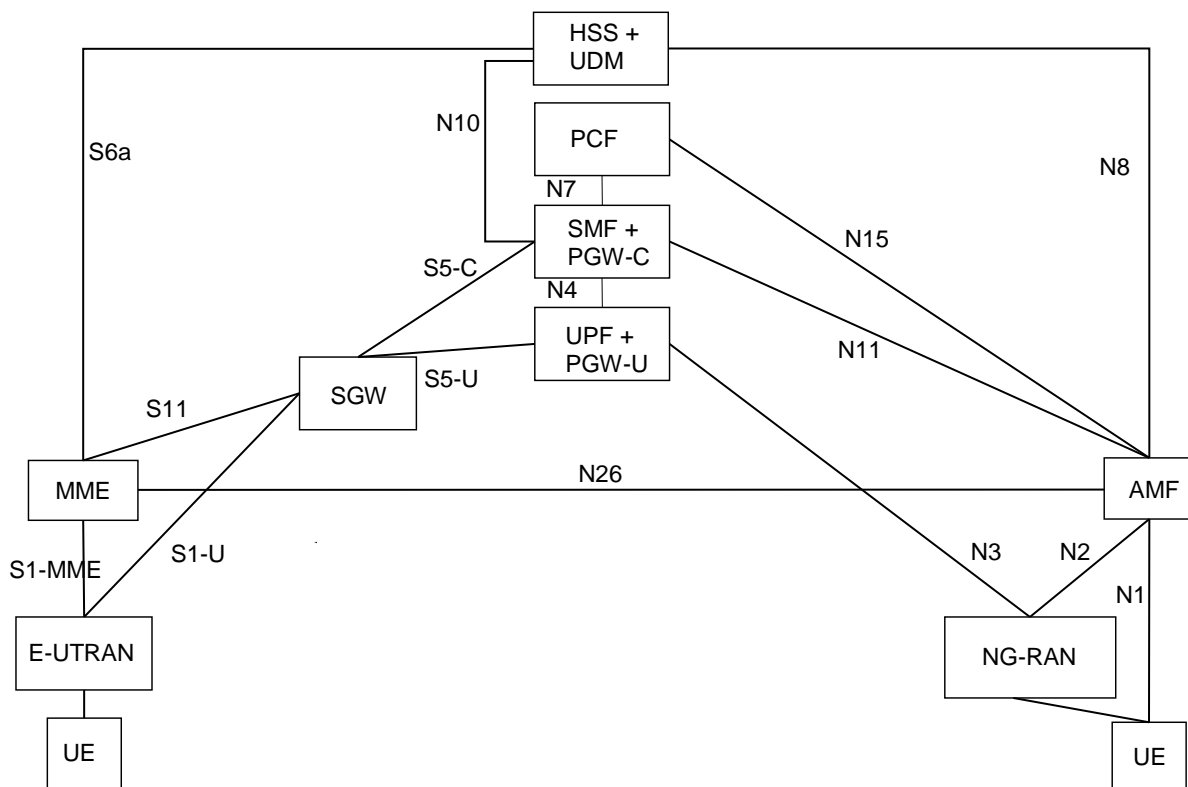 HSS +
UDM
N10
PCF
S6a
N8
N7
SMF +
PGW-C
N15
S5-C
N4
UPF +
PGW-U
N11
S5-U
SGW
S11
N26
MME
AMF
S1-U
N3
N2
S1-MME
N1
E-UTRAN
NG-RAN
UE
UE